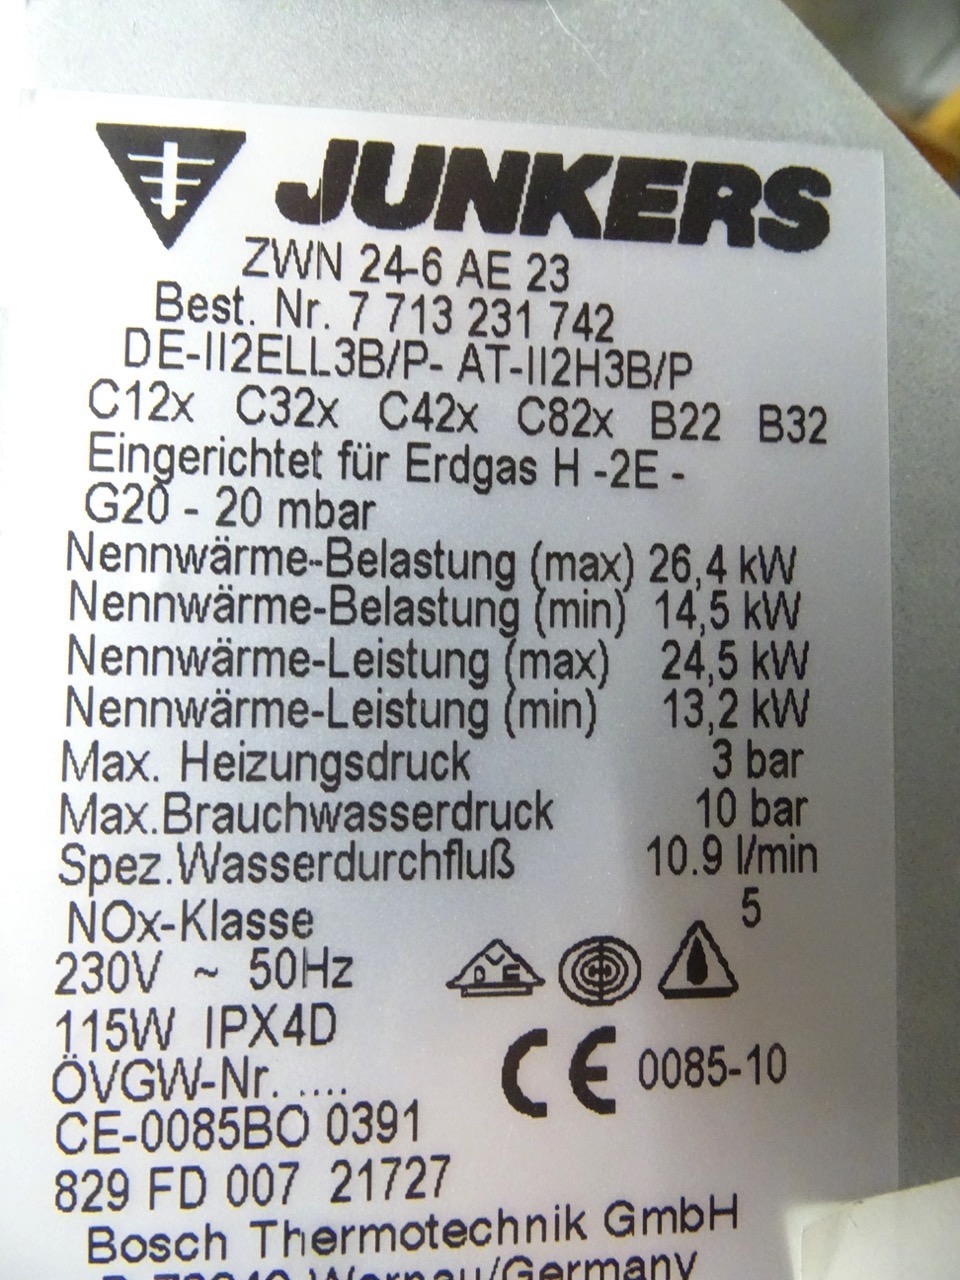 JUNKERS
ZWN 24-6 AE 23
Best. Nr. 7 713 231 742
DE-II2ELL3B/P- AT-II2H3B/P
C12x C32x C42x C82x B22 B32
Eingerichtet für Erdgas H -2E -
G20 - 20 mbar
Nennwärme-Belastung (max) 26,4 kW
Nennwärme-Belastung (min) 14,5 kW
Nennwärme-Leistung (max) 24,5 kW
Nennwärme-Leistung (min) 13,2 kW
Max. Heizungsdruck 3 bar
Max.Brauchwasserdruck 10 bar
Spez.Wasserdurchfluß 10.9 l/min
NOx-Klasse 5
230V ~ 50Hz
115W IPX4D
ÖVGW-Nr. ....
CE 0085-10
CE-0085BO 0391
829 FD 007 21727
Bosch Thermotechnik GmbH
Wernau/Germany